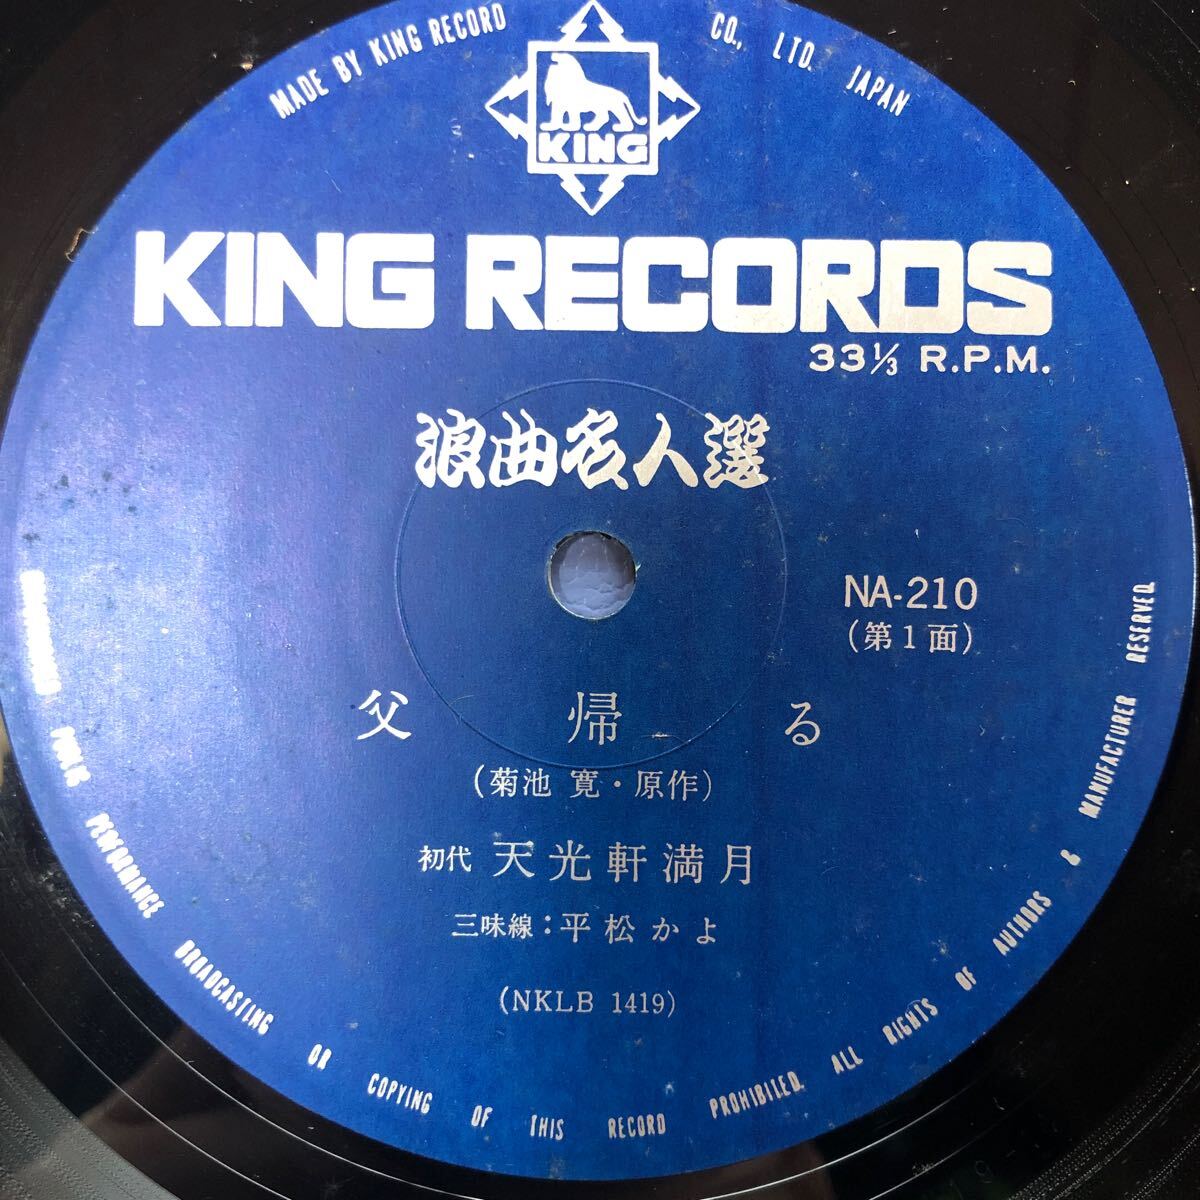 MADE BY KING RECORD CO., LTD. JAPAN
KING
KING RECORDS
33⅓ R.P.M.
浪曲名人選
NA-210
(第1面)
父帰る
(菊池 寛・原作)
初代 天光軒満月
三味線：平松かよ
(NKLB 1419)
PUBLIC PERFORMANCE BROADCASTING OR COPYING OF THIS RECORD PROHIBITED. ALL RIGHTS OF AUTHORS & MANUFACTURER RESERVED.